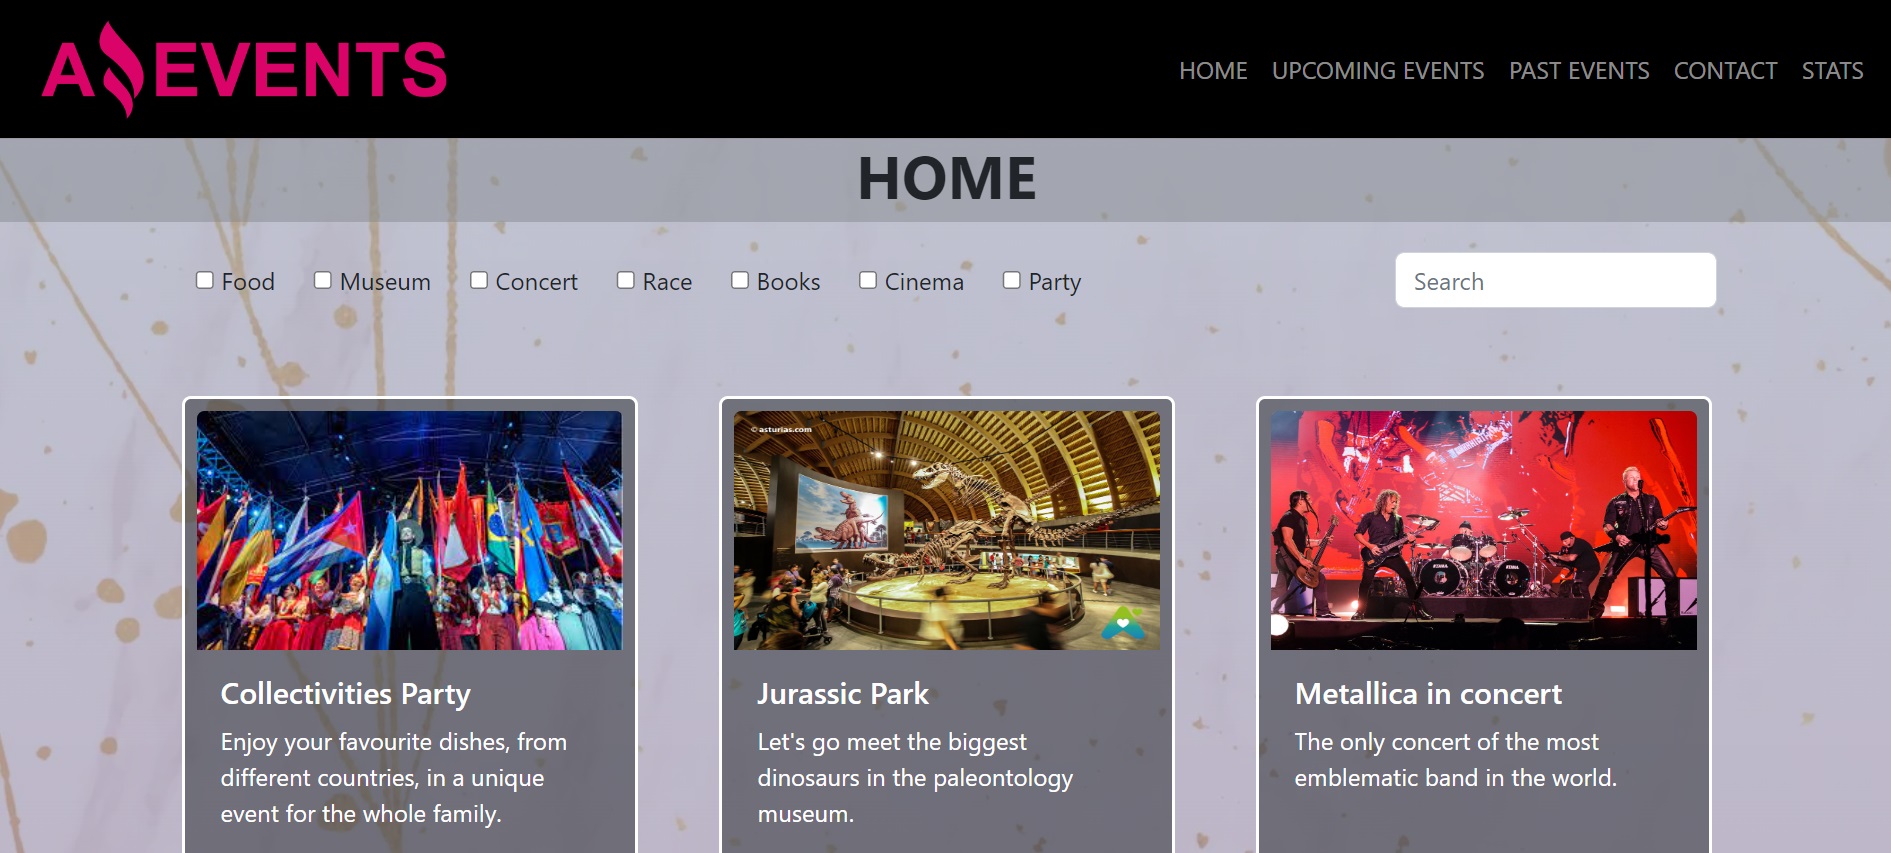 A EVENTS
HOME UPCOMING EVENTS PAST EVENTS CONTACT STATS
HOME
Food Museum Concert Race Books Cinema Party
Search
© asturias.com
TAMA TAMA
Collectivities Party
Enjoy your favourite dishes, from
different countries, in a unique
event for the whole family.
Jurassic Park
Let's go meet the biggest
dinosaurs in the paleontology
museum.
Metallica in concert
The only concert of the most
emblematic band in the world.